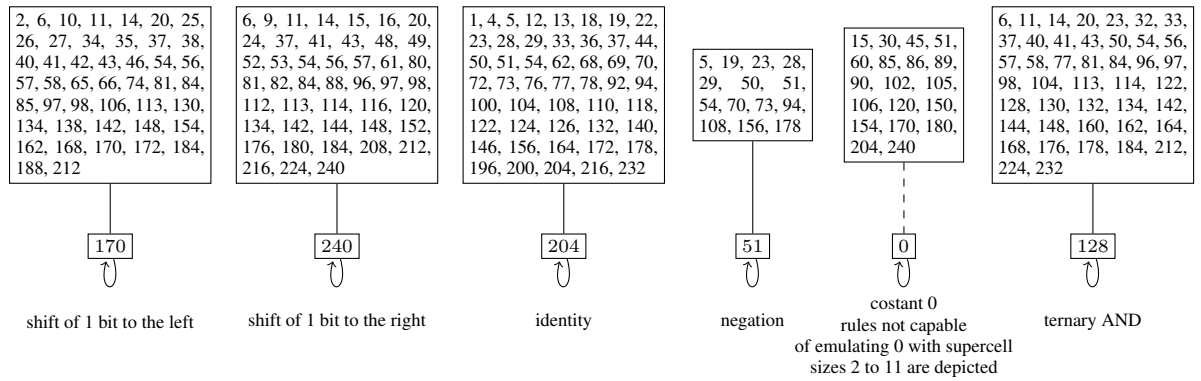 2, 6, 10, 11, 14, 20, 25,
26, 27, 34, 35, 37, 38,
40, 41, 42, 43, 46, 54, 56,
57, 58, 65, 66, 74, 81, 84,
85, 97, 98, 106, 113, 130,
134, 138, 142, 148, 154,
162, 168, 170, 172, 184,
188, 212
170
shift of 1 bit to the left
6, 9, 11, 14, 15, 16, 20,
24, 37, 41, 43, 48, 49,
52, 53, 54, 56, 57, 61, 80,
81, 82, 84, 88, 96, 97, 98,
112, 113, 114, 116, 120,
134, 142, 144, 148, 152,
176, 180, 184, 208, 212,
216, 224, 240
240
shift of 1 bit to the right
1, 4, 5, 12, 13, 18, 19, 22,
23, 28, 29, 33, 36, 37, 44,
50, 51, 54, 62, 68, 69, 70,
72, 73, 76, 77, 78, 92, 94,
100, 104, 108, 110, 118,
122, 124, 126, 132, 140,
146, 156, 164, 172, 178,
196, 200, 204, 216, 232
204
identity
5, 19, 23, 28,
29, 50, 51,
54, 70, 73, 94,
108, 156, 178
51
negation
15, 30, 45, 51,
60, 85, 86, 89,
90, 102, 105,
106, 120, 150,
154, 170, 180,
204, 240
0
costant 0
rules not capable
of emulating 0 with supercell
sizes 2 to 11 are depicted
6, 11, 14, 20, 23, 32, 33,
37, 40, 41, 43, 50, 54, 56,
57, 58, 77, 81, 84, 96, 97,
98, 104, 113, 114, 122,
128, 130, 132, 134, 142,
144, 148, 160, 162, 164,
168, 176, 178, 184, 212,
224, 232
128
ternary AND